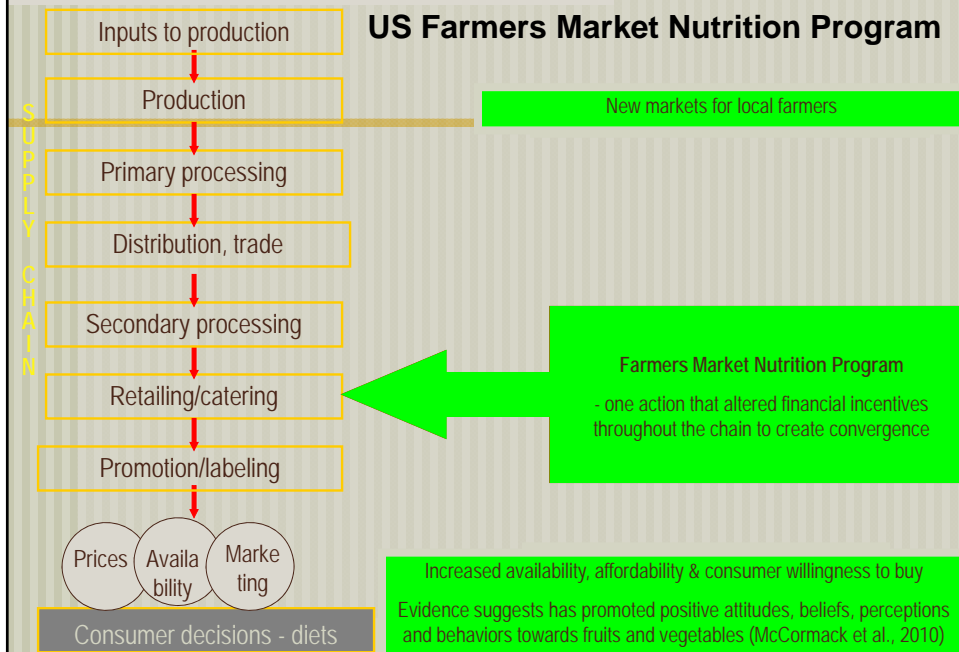 US Farmers Market Nutrition Program
SUPPLY CHAIN
Inputs to production
Production
New markets for local farmers
Primary processing
Distribution, trade
Secondary processing
Retailing/catering
Farmers Market Nutrition Program
- one action that altered financial incentives
throughout the chain to create convergence
Promotion/labeling
Prices
Availa
bility
Marke
ting
Consumer decisions - diets
Increased availability, affordability & consumer willingness to buy
Evidence suggests has promoted positive attitudes, beliefs, perceptions
and behaviors towards fruits and vegetables (McCormack et al., 2010)